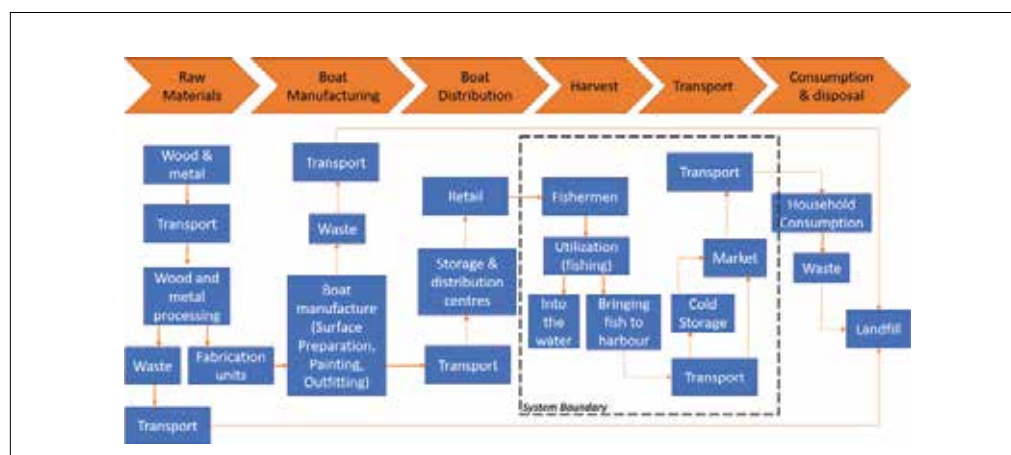 Raw
Materials
Boat
Manufacturing
Boat
Distribution
Harvest
Transport
Consumption
& disposal
Wood &
metal
Transport
Wood and
metal
processing
Waste
Fabrication
units
Transport
Transport
Waste
Boat
manufacture
(Surface
Preparation,
Painting,
Outfitting)
Retail
Storage &
distribution
centres
Transport
Fishermen
Utilization
(fishing)
Into
the
water
Bringing
fish to
harbour
Transport
Market
Cold
Storage
Transport
System Boundary
Household
Consumption
Waste
Landfill